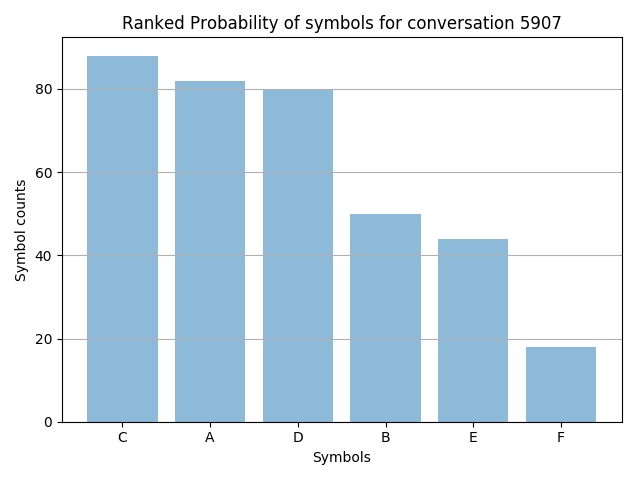 Ranked Probability of symbols for conversation 5907
Symbol counts
80
60
40
20
0
C A D B E F
Symbols